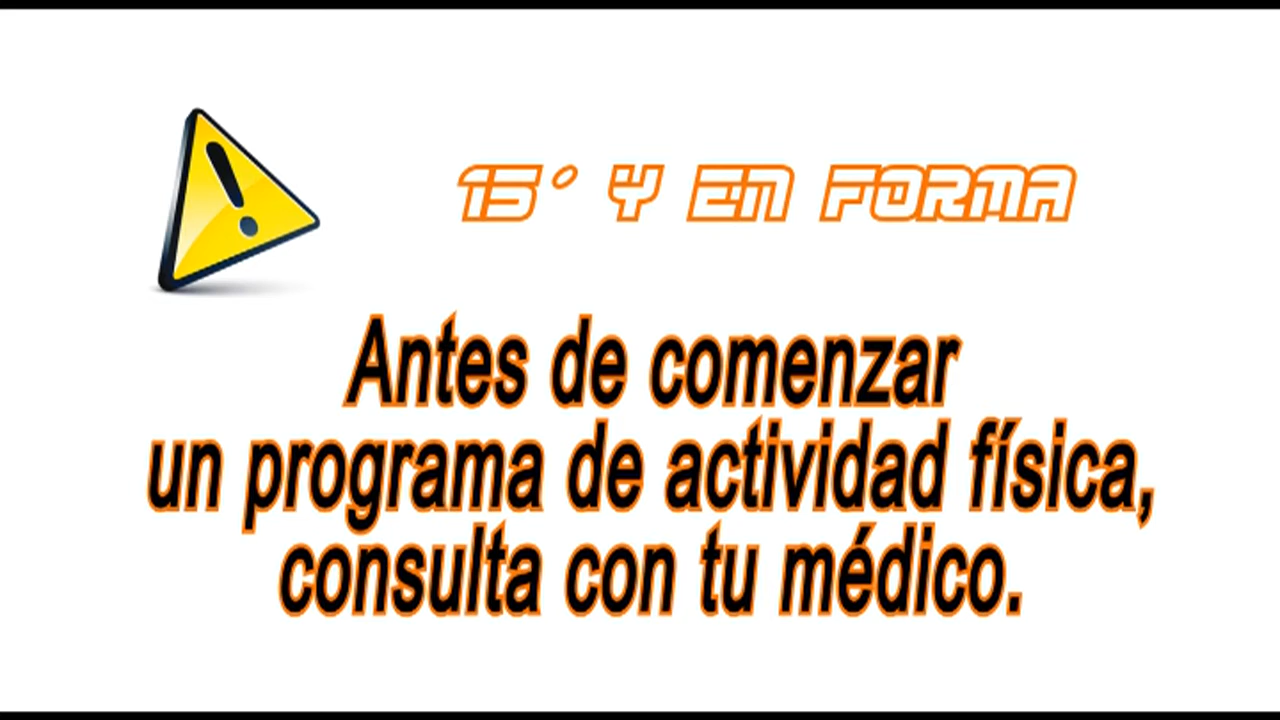 15´ Y EN FORMA
Antes de comenzar
un programa de actividad física,
consulta con tu médico.